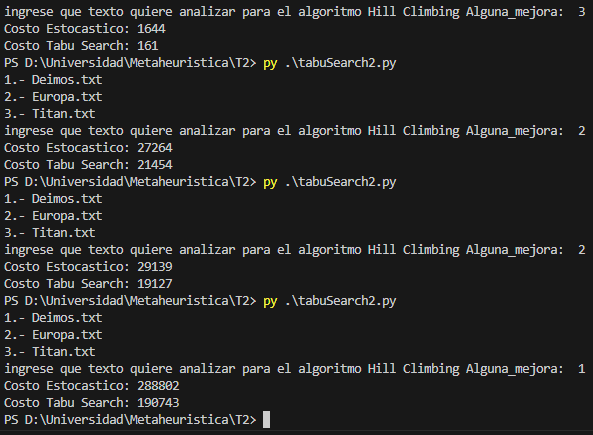 ingrese que texto quiere analizar para el algoritmo Hill Climbing Alguna_mejora:  3
Costo Estocastico: 1644
Costo Tabu Search: 161
PS D:\Universidad\Metaheuristica\T2> py .\tabuSearch2.py
1.- Deimos.txt
2.- Europa.txt
3.- Titan.txt
ingrese que texto quiere analizar para el algoritmo Hill Climbing Alguna_mejora:  2
Costo Estocastico: 27264
Costo Tabu Search: 21454
PS D:\Universidad\Metaheuristica\T2> py .\tabuSearch2.py
1.- Deimos.txt
2.- Europa.txt
3.- Titan.txt
ingrese que texto quiere analizar para el algoritmo Hill Climbing Alguna_mejora:  2
Costo Estocastico: 29139
Costo Tabu Search: 19127
PS D:\Universidad\Metaheuristica\T2> py .\tabuSearch2.py
1.- Deimos.txt
2.- Europa.txt
3.- Titan.txt
ingrese que texto quiere analizar para el algoritmo Hill Climbing Alguna_mejora:  1
Costo Estocastico: 288802
Costo Tabu Search: 190743
PS D:\Universidad\Metaheuristica\T2>